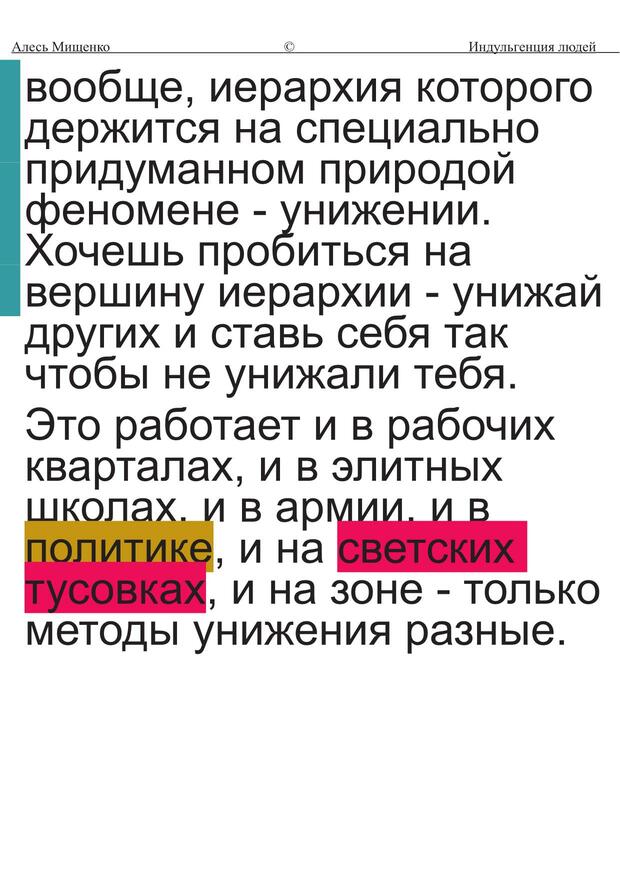 Алесь Мищенко © Индульгенция людей
вообще, иерархия которого
держится на специально
придуманном природой
феномене - унижении.
Хочешь пробиться на
вершину иерархии - унижай
других и ставь себя так
чтобы не унижали тебя.
Это работает и в рабочих
кварталах, и в элитных
школах, и в армии, и в
политике, и на светских
тусовках, и на зоне - только
методы унижения разные.